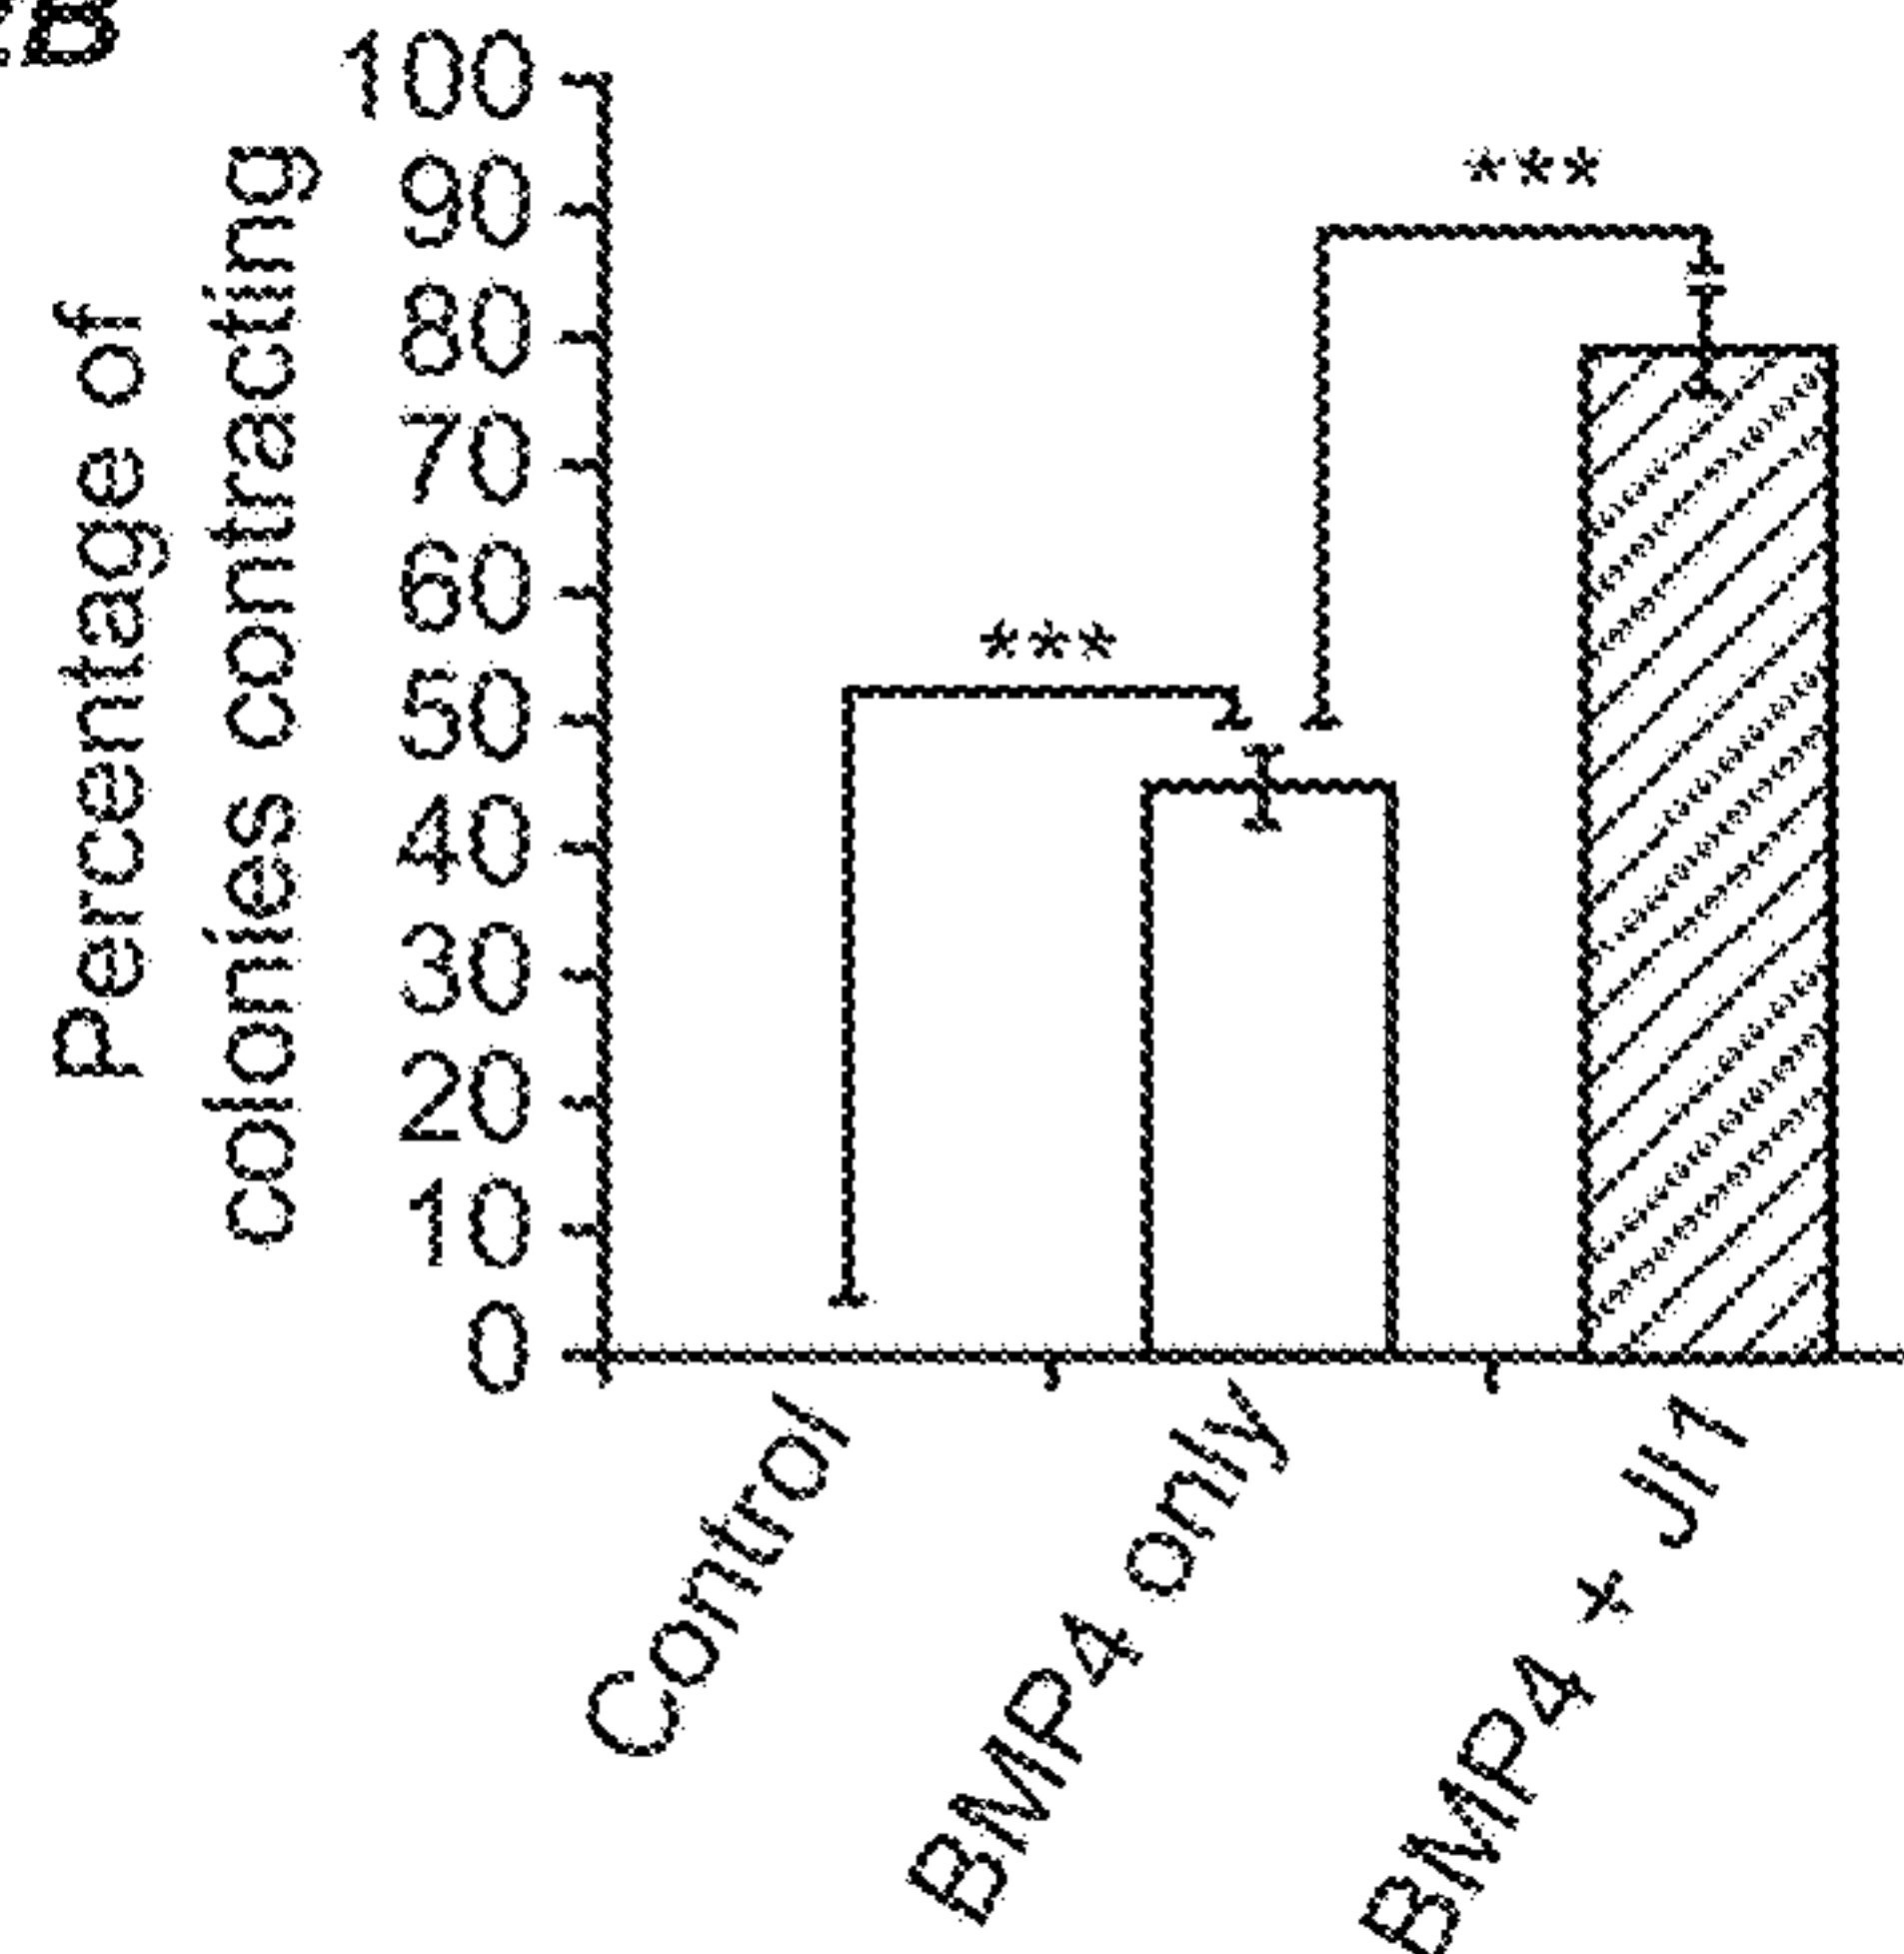 Percentage of
colonies contracting
100
90
80
70
60
50
40
30
20
10
0
***
***
Control
BMP4 only
BMP4 + JI1